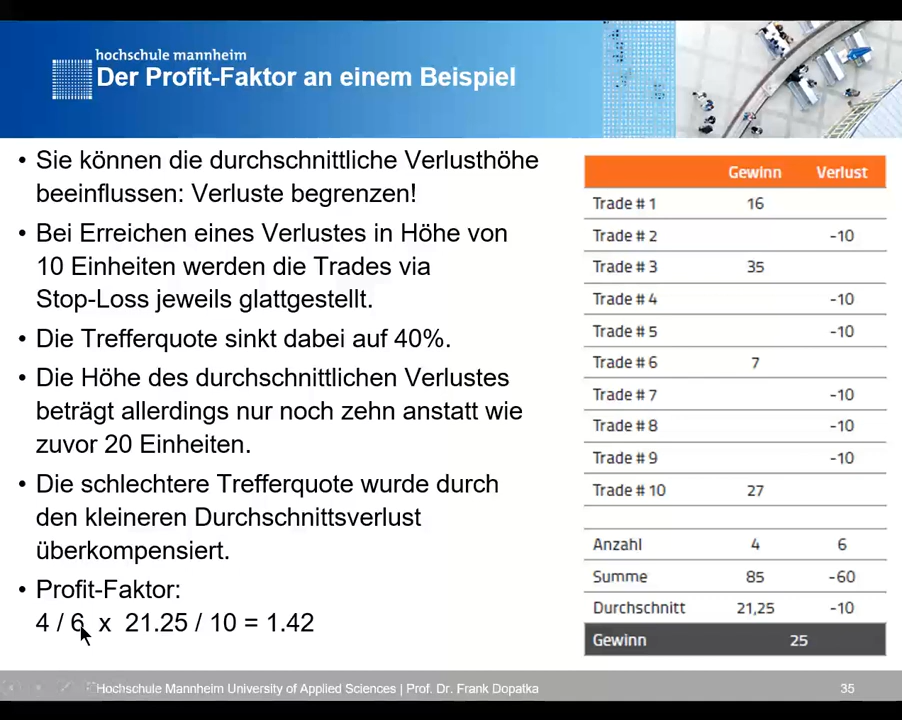 hochschule mannheim
Der Profit-Faktor an einem Beispiel
• Sie können die durchschnittliche Verlusthöhe
beeinflussen: Verluste begrenzen!
• Bei Erreichen eines Verlustes in Höhe von
10 Einheiten werden die Trades via
Stop-Loss jeweils glattgestellt.
• Die Trefferquote sinkt dabei auf 40%.
• Die Höhe des durchschnittlichen Verlustes
beträgt allerdings nur noch zehn anstatt wie
zuvor 20 Einheiten.
• Die schlechtere Trefferquote wurde durch
den kleineren Durchschnittsverlust
überkompensiert.
• Profit-Faktor:
4 / 6 x 21.25 / 10 = 1.42
Gewinn Verlust
Trade # 1 16
Trade # 2 -10
Trade # 3 35
Trade # 4 -10
Trade # 5 -10
Trade # 6 7
Trade # 7 -10
Trade # 8 -10
Trade # 9 -10
Trade # 10 27
Anzahl 4 6
Summe 85 -60
Durchschnitt 21,25 -10
Gewinn 25
Hochschule Mannheim University of Applied Sciences | Prof. Dr. Frank Dopatka 35